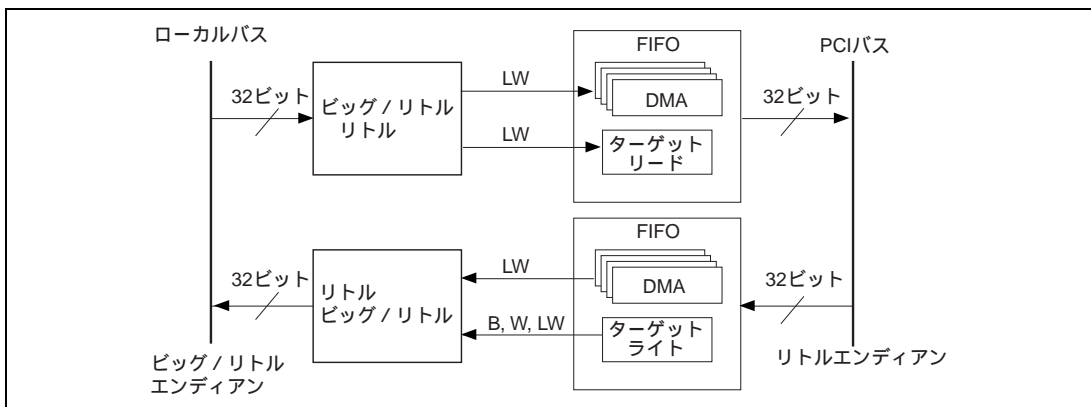 ローカルバス
FIFO
PCIバス
32ビット
ビッグ / リトル
リトル
LW
DMA
32ビット
LW
ターゲット
リード
FIFO
32ビット
リトル
ビッグ / リトル
LW
DMA
32ビット
B, W, LW
ターゲット
ライト
ビッグ / リトル
エンディアン
リトルエンディアン